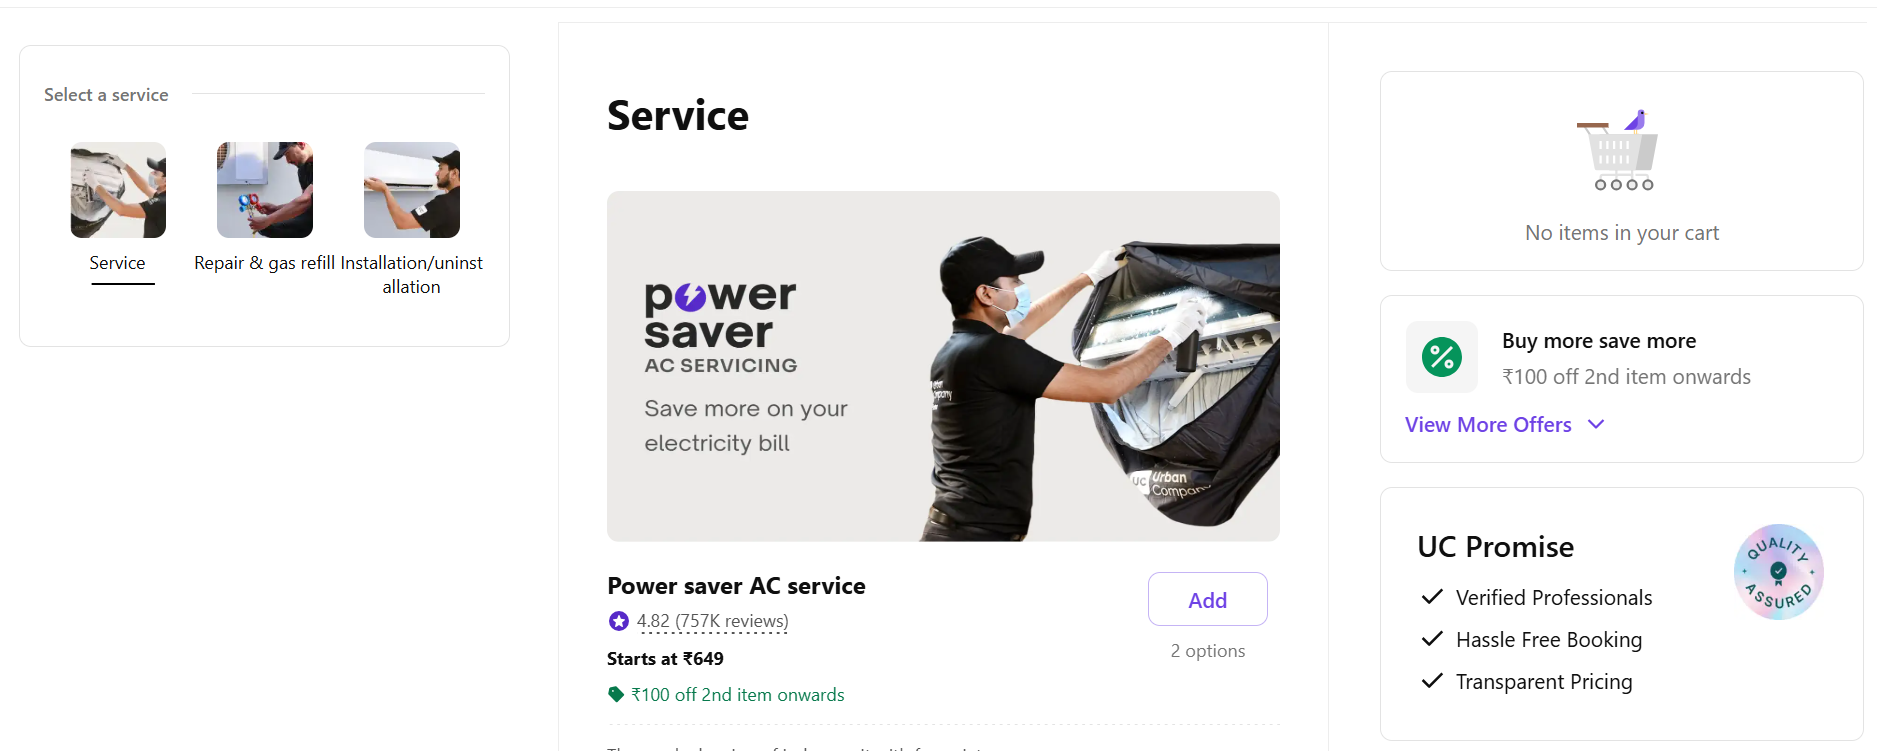 Select a service
Service
Repair & gas refill
Installation/uninst
allation
Service
power
saver
AC SERVICING
Save more on your
electricity bill
UC Urban
Company
Power saver AC service
4.82 (757K reviews)
Starts at ₹649
₹100 off 2nd item onwards
Add
2 options
No items in your cart
Buy more save more
₹100 off 2nd item onwards
View More Offers
UC Promise
QUALITY
ASSURED
Verified Professionals
Hassle Free Booking
Transparent Pricing